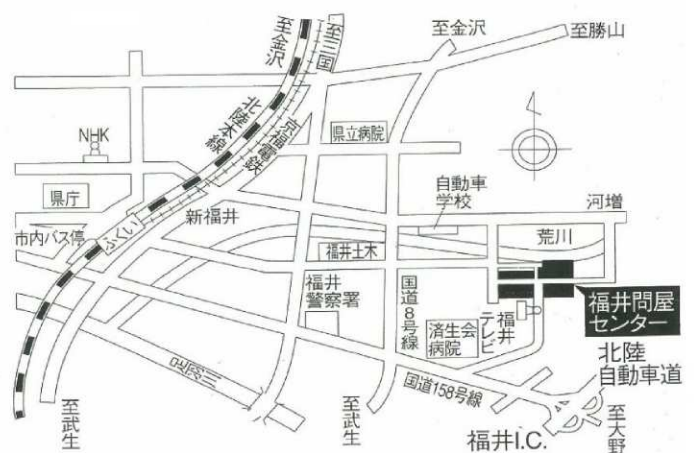 至金沢
至三国
至金沢
至勝山
北陸本線
京福電鉄
NHK
県立病院
自動車
学校
河増
県庁
新福井
荒川
市内バス停
ふくい
福井土木
福井
警察署
国道8号線
福井
テレビ
済生会
病院
福井問屋
センター
北陸
自動車道
国道158号線
至武生
至武生
至大野
福井I.C.